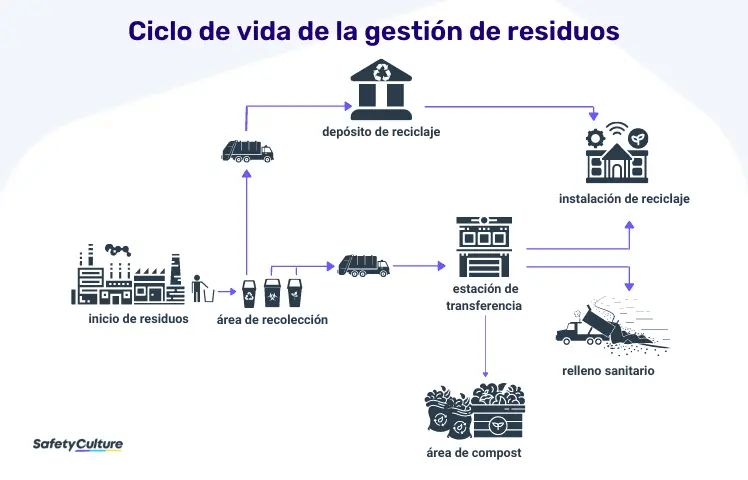 Ciclo de vida de la gestión de residuos
depósito de reciclaje
instalación de reciclaje
inicio de residuos
área de recolección
estación de
transferencia
relleno sanitario
área de compost
SafetyCulture